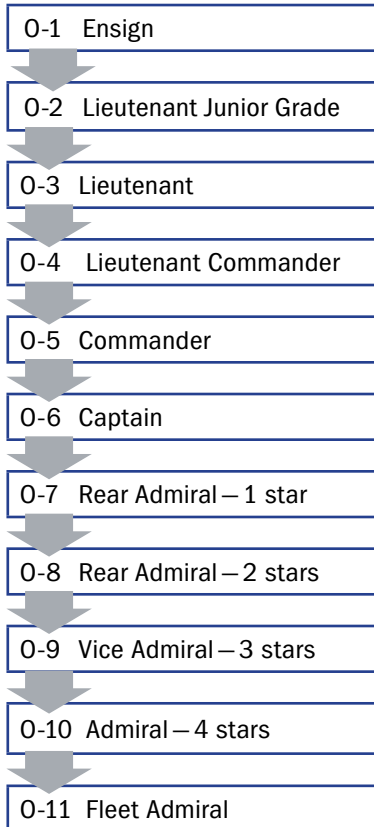 O-1 Ensign
O-2 Lieutenant Junior Grade
O-3 Lieutenant
O-4 Lieutenant Commander
O-5 Commander
O-6 Captain
O-7 Rear Admiral — 1 star
O-8 Rear Admiral — 2 stars
O-9 Vice Admiral — 3 stars
O-10 Admiral — 4 stars
O-11 Fleet Admiral